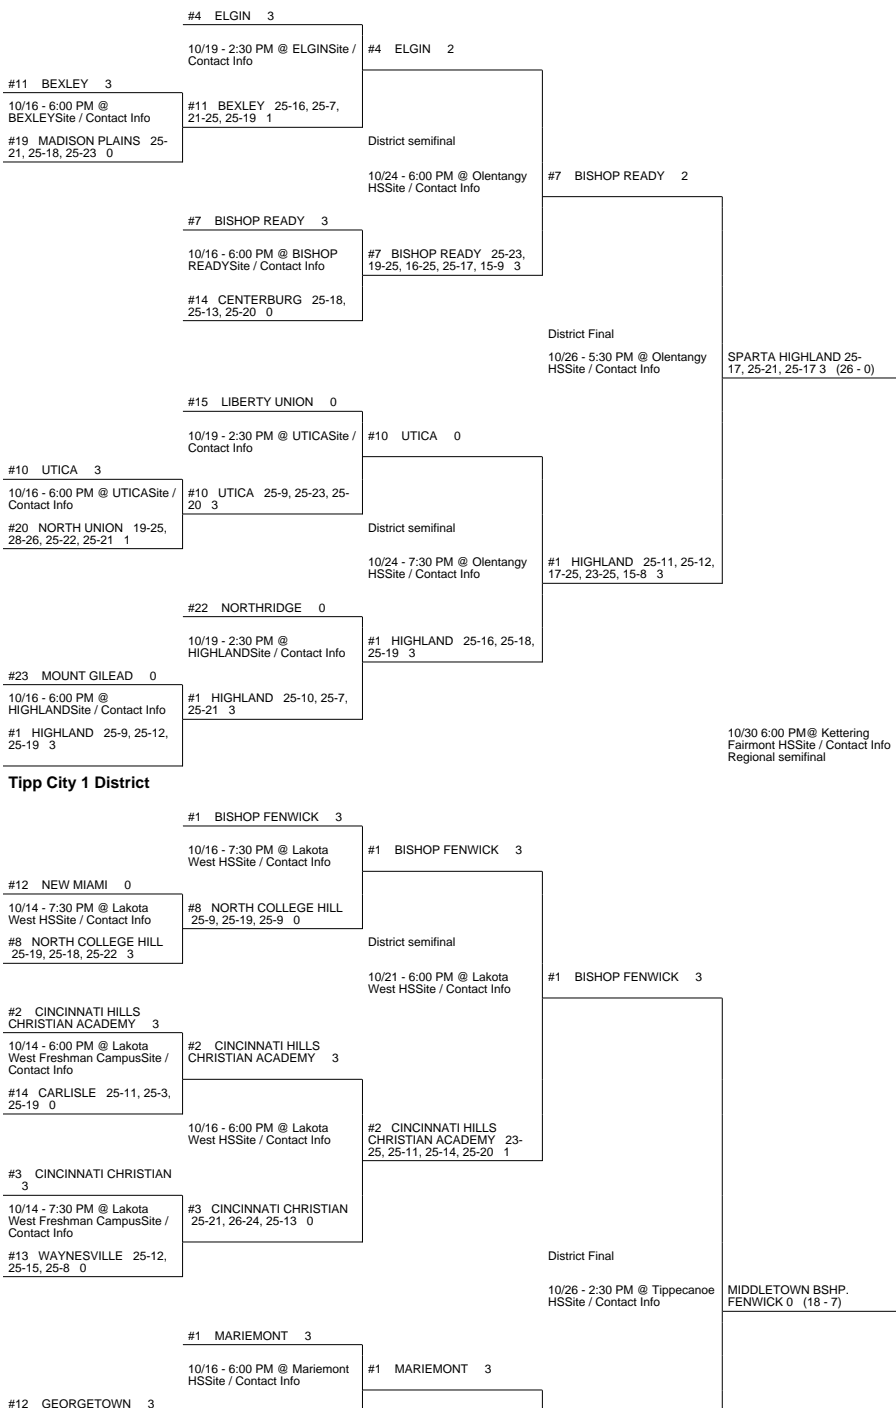 #4 ELGIN 3
10/19 - 2:30 PM @ ELGINSite /
Contact Info
#4 ELGIN 2
#11 BEXLEY 3
10/16 - 6:00 PM @
BEXLEYSite / Contact Info
#11 BEXLEY 25-16, 25-7,
21-25, 25-19 1
#19 MADISON PLAINS 25-
21, 25-18, 25-23 0
District semifinal
10/24 - 6:00 PM @ Olentangy
HSSite / Contact Info
#7 BISHOP READY 2
#7 BISHOP READY 3
10/16 - 6:00 PM @ BISHOP
READYSite / Contact Info
#7 BISHOP READY 25-23,
19-25, 16-25, 25-17, 15-9 3
#14 CENTERBURG 25-18,
25-13, 25-20 0
District Final
10/26 - 5:30 PM @ Olentangy
HSSite / Contact Info
SPARTA HIGHLAND 25-
17, 25-21, 25-17 3 (26 - 0)
#15 LIBERTY UNION 0
10/19 - 2:30 PM @ UTICASite /
Contact Info
#10 UTICA 0
#10 UTICA 3
10/16 - 6:00 PM @ UTICASite /
Contact Info
#10 UTICA 25-9, 25-23, 25-
20 3
#20 NORTH UNION 19-25,
28-26, 25-22, 25-21 1
District semifinal
10/24 - 7:30 PM @ Olentangy
HSSite / Contact Info
#1 HIGHLAND 25-11, 25-12,
17-25, 23-25, 15-8 3
#22 NORTHRIDGE 0
10/19 - 2:30 PM @
HIGHLANDSite / Contact Info
#1 HIGHLAND 25-16, 25-18,
25-19 3
#23 MOUNT GILEAD 0
10/16 - 6:00 PM @
HIGHLANDSite / Contact Info
#1 HIGHLAND 25-10, 25-7,
25-21 3
#1 HIGHLAND 25-9, 25-12,
25-19 3
10/30 6:00 PM@ Kettering
Fairmont HSSite / Contact Info
Regional semifinal
Tipp City 1 District
#1 BISHOP FENWICK 3
10/16 - 7:30 PM @ Lakota
West HSSite / Contact Info
#1 BISHOP FENWICK 3
#12 NEW MIAMI 0
10/14 - 7:30 PM @ Lakota
West HSSite / Contact Info
#8 NORTH COLLEGE HILL
25-9, 25-19, 25-9 0
#8 NORTH COLLEGE HILL
25-19, 25-18, 25-22 3
District semifinal
10/21 - 6:00 PM @ Lakota
West HSSite / Contact Info
#1 BISHOP FENWICK 3
#2 CINCINNATI HILLS
CHRISTIAN ACADEMY 3
10/14 - 6:00 PM @ Lakota
West Freshman CampusSite /
Contact Info
#2 CINCINNATI HILLS
CHRISTIAN ACADEMY 3
#14 CARLISLE 25-11, 25-3,
25-19 0
10/16 - 6:00 PM @ Lakota
West HSSite / Contact Info
#2 CINCINNATI HILLS
CHRISTIAN ACADEMY 23-
25, 25-11, 25-14, 25-20 1
#3 CINCINNATI CHRISTIAN
3
10/14 - 7:30 PM @ Lakota
West Freshman CampusSite /
Contact Info
#3 CINCINNATI CHRISTIAN
25-21, 26-24, 25-13 0
#13 WAYNESVILLE 25-12,
25-15, 25-8 0
District Final
10/26 - 2:30 PM @ Tippecanoe
HSSite / Contact Info
MIDDLETOWN BSHP.
FENWICK 0 (18 - 7)
#1 MARIEMONT 3
10/16 - 6:00 PM @ Mariemont
HSSite / Contact Info
#1 MARIEMONT 3
#12 GEORGETOWN 3